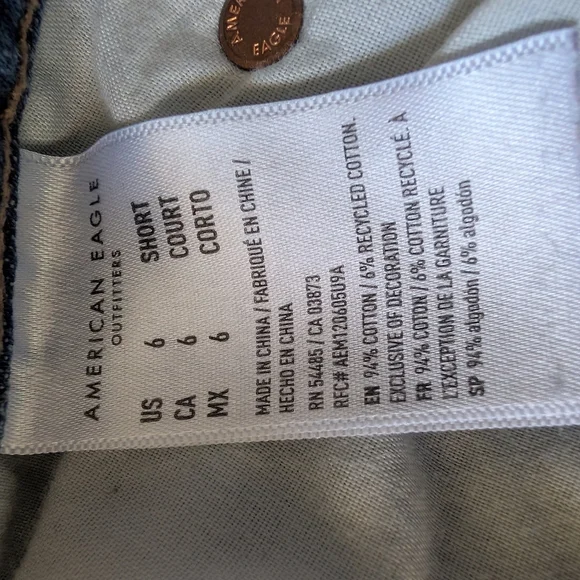 AMERICAN EAGLE
OUTFITTERS
US 6 SHORT
CA 6 COURT
MX 6 CORTO
MADE IN CHINA / FABRIQUÉ EN CHINE /
HECHO EN CHINA
RN 54485 / CA 03873
RFC# AEM120605U9A
EN 94% COTTON / 6% RECYCLED COTTON.
EXCLUSIVE OF DECORATION
FR 94% COTON / 6% COTON RECYCLÉ. À
L'EXCEPTION DE LA GARNITURE
SP 94% algodón / 6% algodón
EAGLE